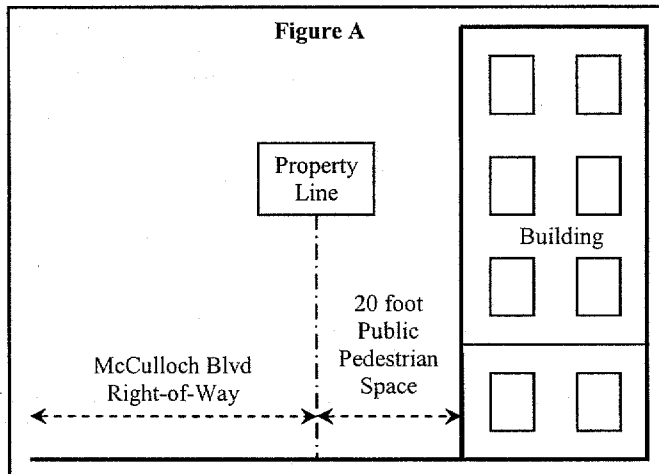 Figure A
Property
Line
Building
20 foot
Public
Pedestrian
Space
McCulloch Blvd
Right-of-Way